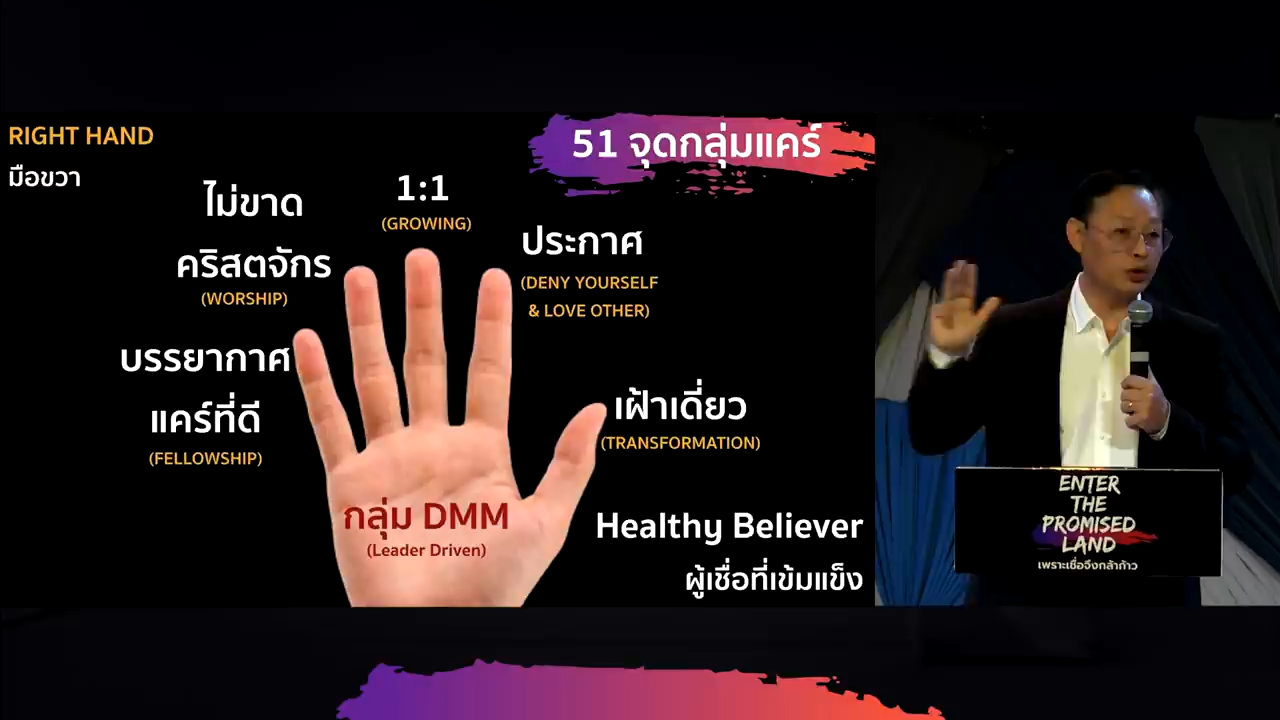 RIGHT HAND
มือขวา
51 จุดกลุ่มแคร์
ไม่ขาด
คริสตจักร
(WORSHIP)
1:1
(GROWING)
ประกาศ
(DENY YOURSELF
& LOVE OTHER)
บรรยากาศ
แคร์ที่ดี
(FELLOWSHIP)
เฝ้าเดี่ยว
(TRANSFORMATION)
กลุ่ม DMM
(Leader Driven)
Healthy Believer
ผู้เชื่อที่เข้มแข็ง
ENTER
THE
PROMISED
LAND
เพราะเชื่อจึงกล้าก้าว